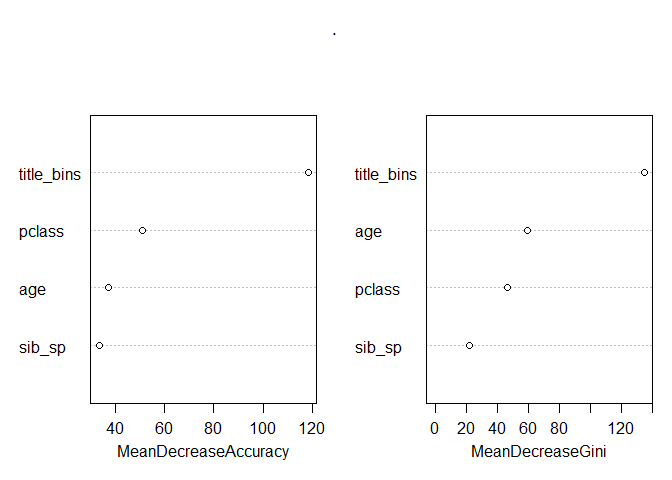 .
title_bins
pclass
age
sib_sp
40 60 80 100 120
MeanDecreaseAccuracy
title_bins
age
pclass
sib_sp
0 20 40 60 80 120
MeanDecreaseGini